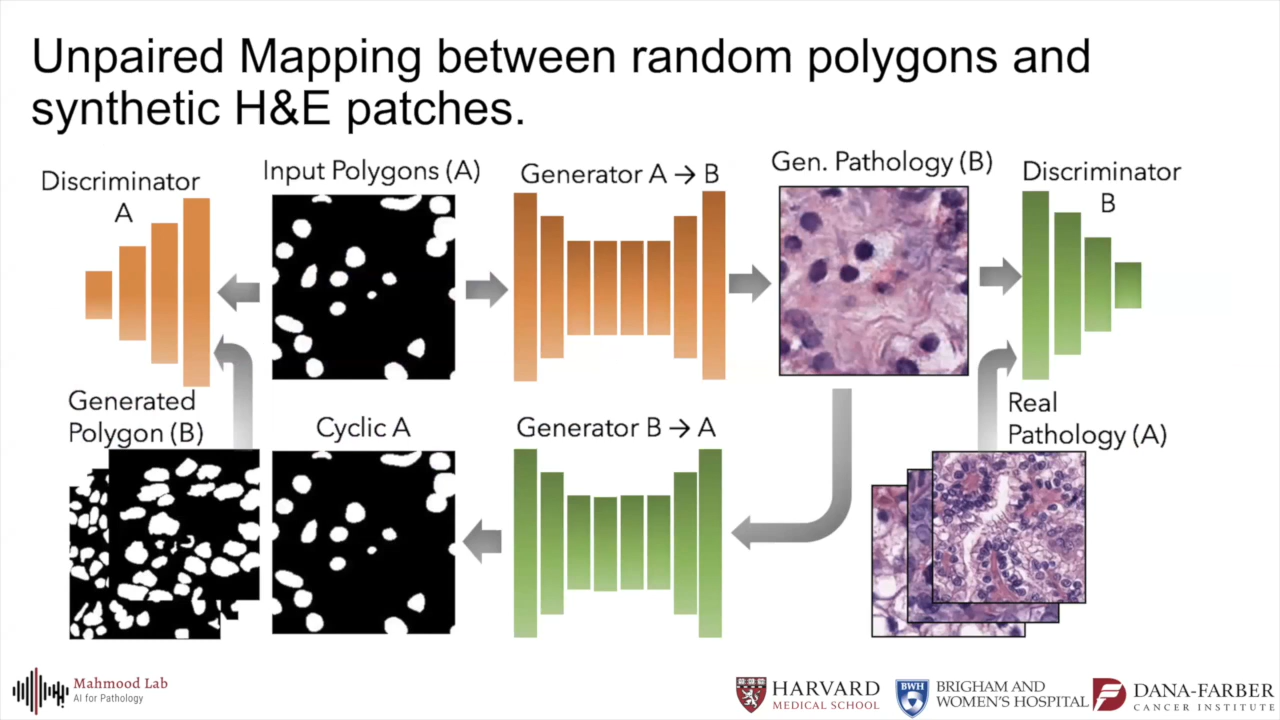 Unpaired Mapping between random polygons and
synthetic H&E patches.
Discriminator
A
Input Polygons (A)
Generator A → B
Gen. Pathology (B)
Discriminator
B
Generated
Polygon (B)
Cyclic A
Generator B → A
Real
Pathology (A)
Mahmood Lab
AI for Pathology
HARVARD
MEDICAL SCHOOL
BWH
BRIGHAM AND
WOMEN'S HOSPITAL
DANA-FARBER
CANCER INSTITUTE